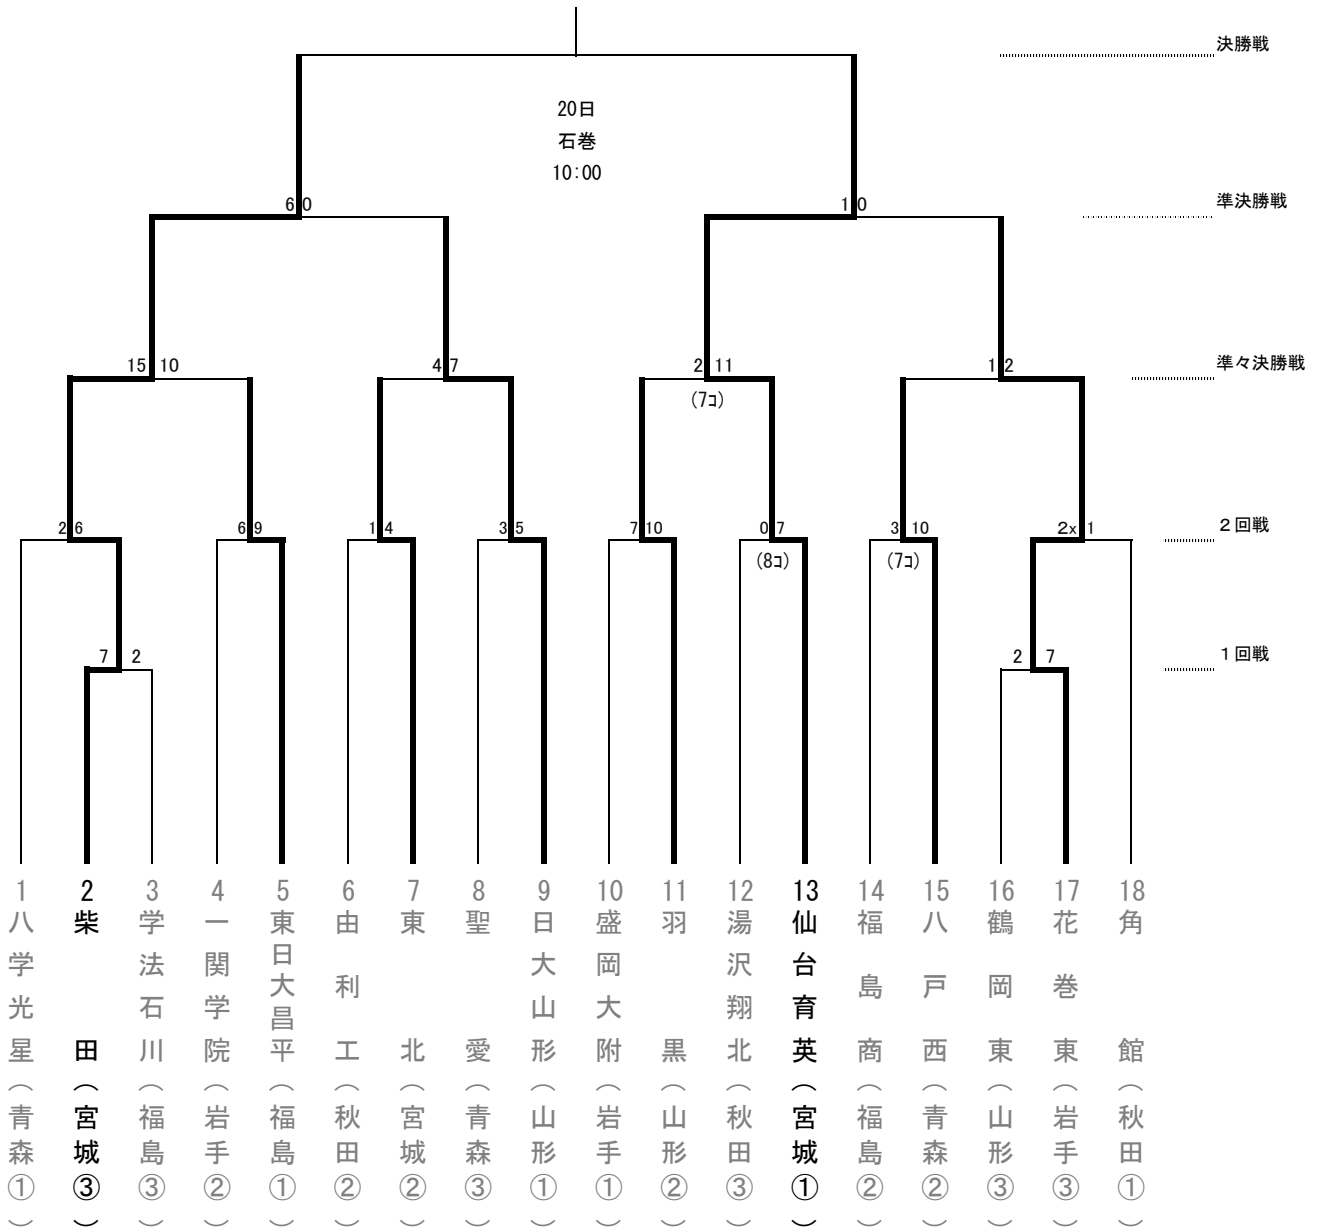 決勝戦
20日
石巻
10:00
準決勝戦
6 0
1 0
準々決勝戦
15 10
4 7
2 11
(7コ)
1 2
２回戦
2 6
6 9
1 4
3 5
7 10
0 7
(8コ)
3 10
(7コ)
2x 1
１回戦
7 2
2 7
1 八学光星（青森①）
2 柴田（宮城③）
3 学法石川（福島③）
4 一関学院（岩手②）
5 東日大昌平（福島①）
6 由利工（秋田②）
7 東北（宮城②）
8 聖愛（青森③）
9 日大山形（山形①）
10 盛岡大附（岩手①）
11 羽黒（山形②）
12 湯沢翔北（秋田③）
13 仙台育英（宮城①）
14 福島商（福島②）
15 八戸西（青森②）
16 鶴岡東（山形③）
17 花巻東（岩手③）
18 角館（秋田①）